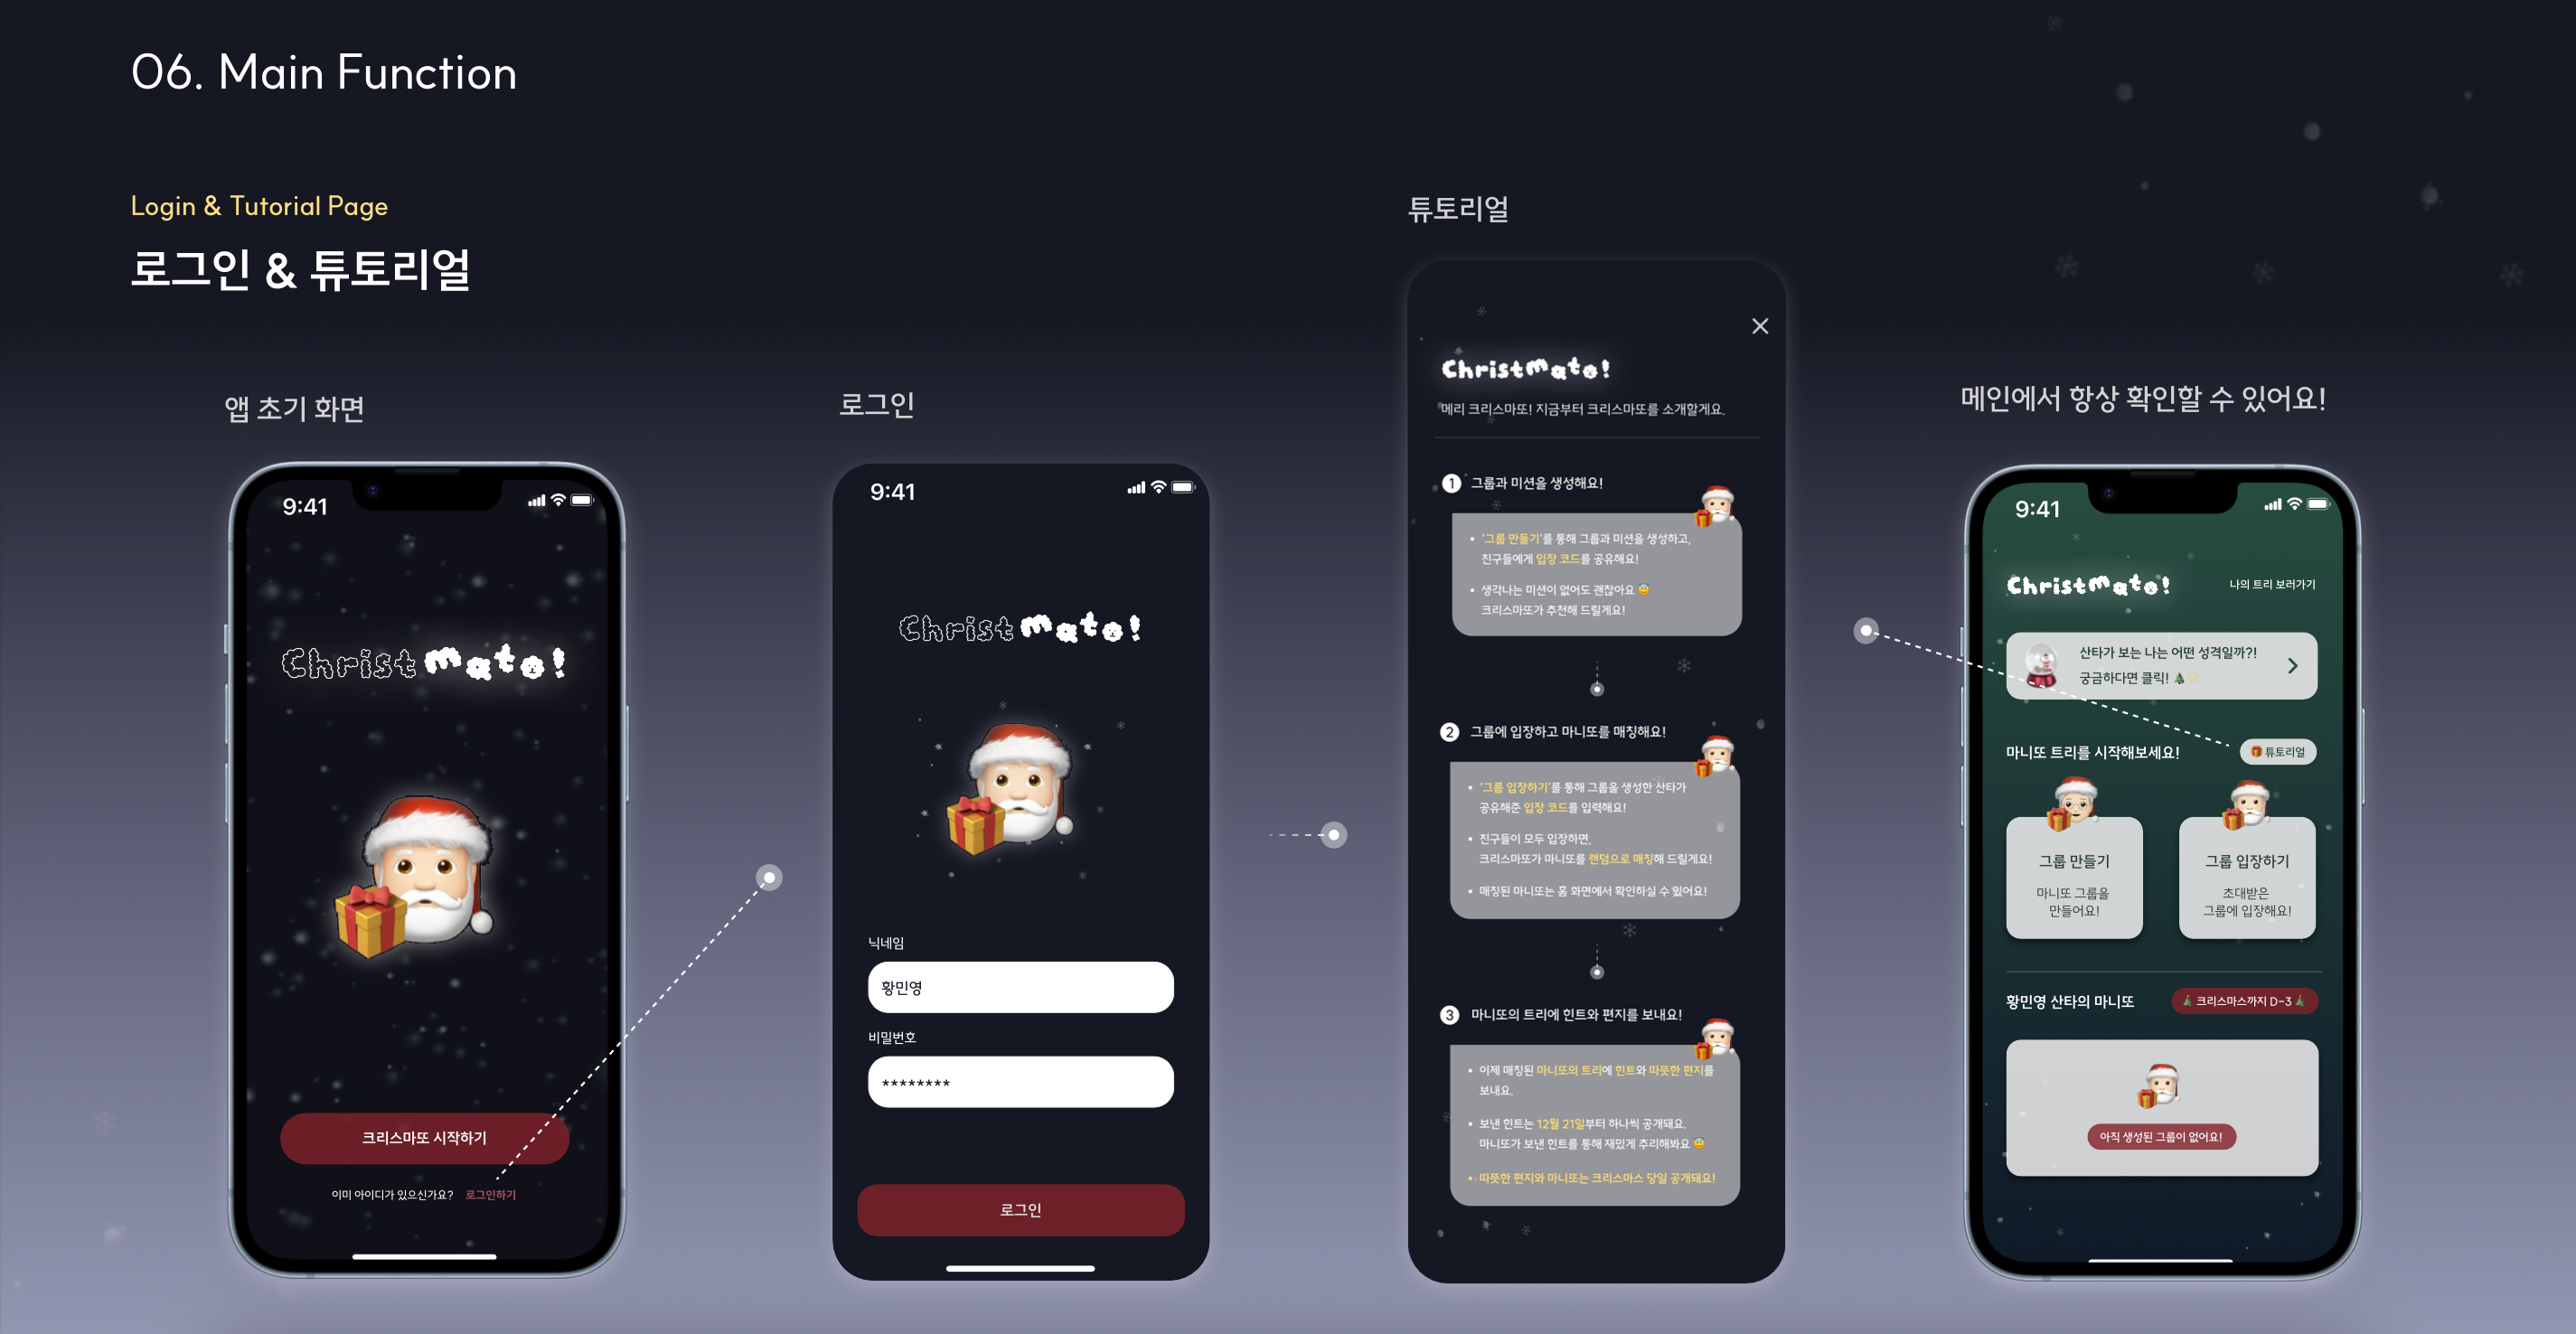 06. Main Function
Login & Tutorial Page
로그인 & 튜토리얼
앱 초기 화면
9:41
Christmato!
크리스마또 시작하기
이미 아이디가 있으신가요? 로그인하기
로그인
9:41
Christmato!
닉네임
황민영
비밀번호
********
로그인
튜토리얼
Christmato!
메리 크리스마또! 지금부터 크리스마또를 소개할게요.
1 그룹과 미션을 생성해요!
• '그룹 만들기'를 통해 그룹과 미션을 생성하고,
친구들에게 입장 코드를 공유해요!
• 생각나는 미션이 없어도 괜찮아요 😇
크리스마또가 추천해 드릴게요!
2 그룹에 입장하고 마니또를 매칭해요!
• '그룹 입장하기'를 통해 그룹을 생성한 산타가
공유해준 입장 코드를 입력해요!
• 친구들이 모두 입장하면,
크리스마또가 마니또를 랜덤으로 매칭해 드릴게요!
• 매칭된 마니또는 홈 화면에서 확인하실 수 있어요!
3 마니또의 트리에 힌트와 편지를 보내요!
• 이제 매칭된 마니또의 트리에 힌트와 따뜻한 편지를
보내요.
• 보낸 힌트는 12월 21일부터 하나씩 공개돼요.
마니또가 보낸 힌트를 통해 재밌게 추리해봐요 😇
• 따뜻한 편지와 마니또는 크리스마스 당일 공개돼요!
메인에서 항상 확인할 수 있어요!
9:41
Christmato!
나의 트리 보러가기
산타가 보는 나는 어떤 성격일까?!
궁금하다면 클릭! 🎄✨
마니또 트리를 시작해보세요!
🎁 튜토리얼
그룹 만들기
마니또 그룹을
만들어요!
그룹 입장하기
초대받은
그룹에 입장해요!
황민영 산타의 마니또
🎄 크리스마스까지 D-3 🎄
아직 생성된 그룹이 없어요!